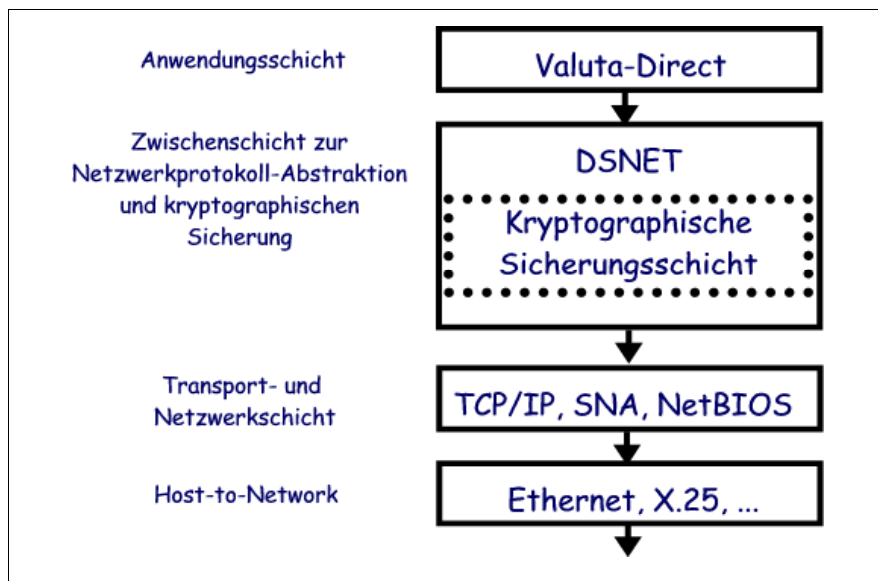 Anwendungsschicht
Valuta-Direct
Zwischenschicht zur
Netzwerkprotokoll-Abstraktion
und kryptographischen
Sicherung
DSNET
Kryptographische
Sicherungsschicht
Transport- und
Netzwerkschicht
TCP/IP, SNA, NetBIOS
Host-to-Network
Ethernet, X.25, ...